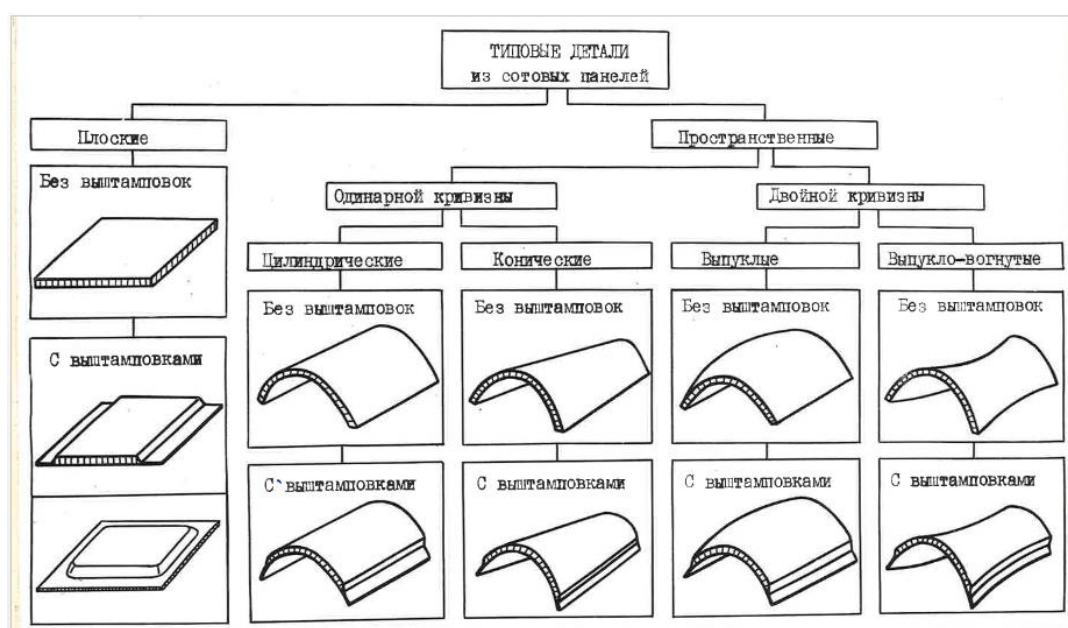 ТИПОВЫЕ ДЕТАЛИ
из сотовых панелей
Плоские
Пространственные
Без выштамповок
Одинарной кривизны
Двойной кривизны
Цилиндрические
Конические
Выпуклые
Выпукло-вогнутые
Без выштамповок
Без выштамповок
Без выштамповок
Без выштамповок
С выштамповками
С выштамповками
С выштамповками
С выштамповками
С выштамповками